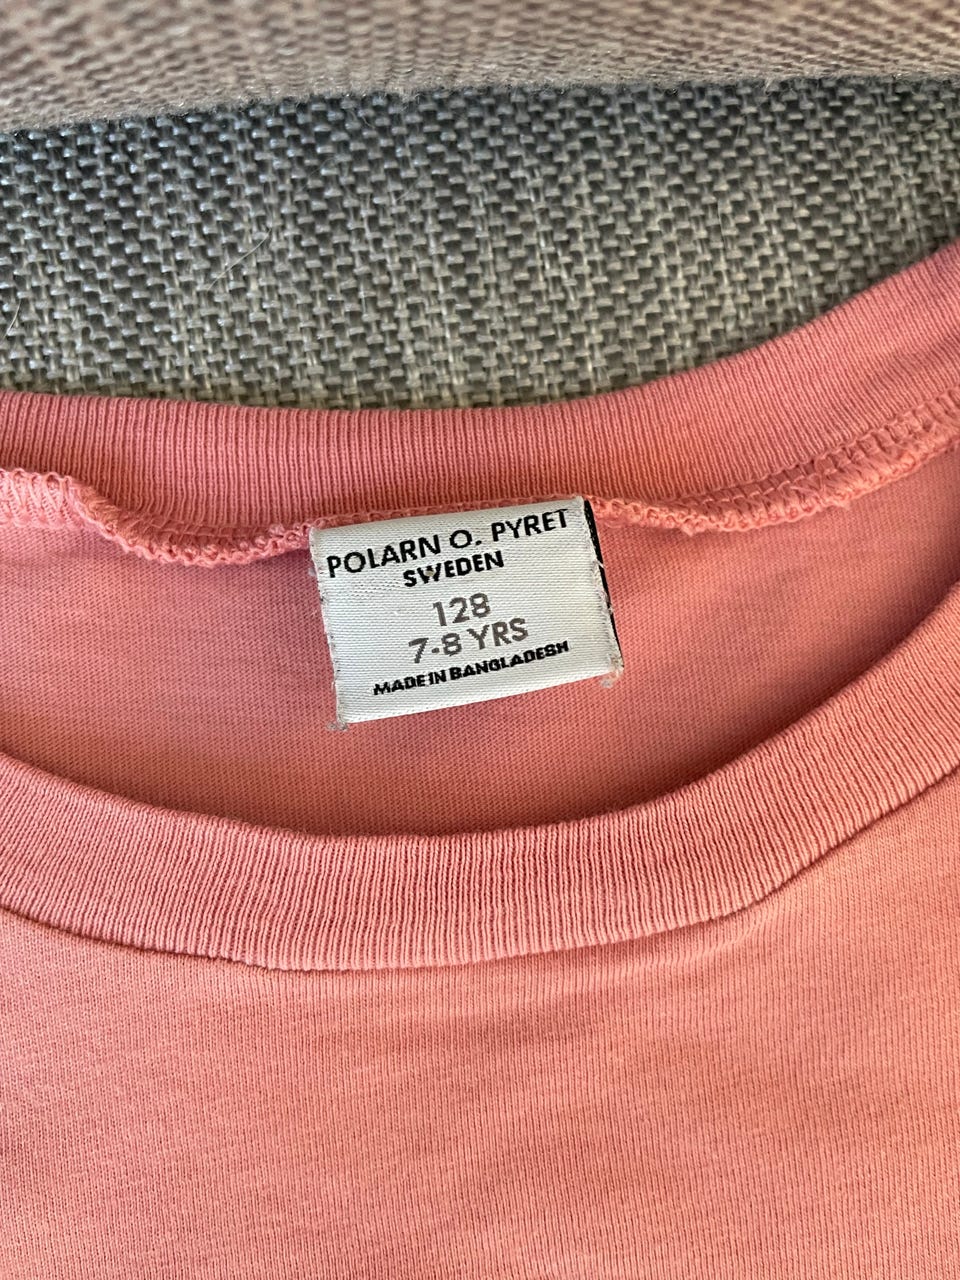 POLARN O. PYRET
SWEDEN
128
7-8 YRS
MADE IN BANGLADESH